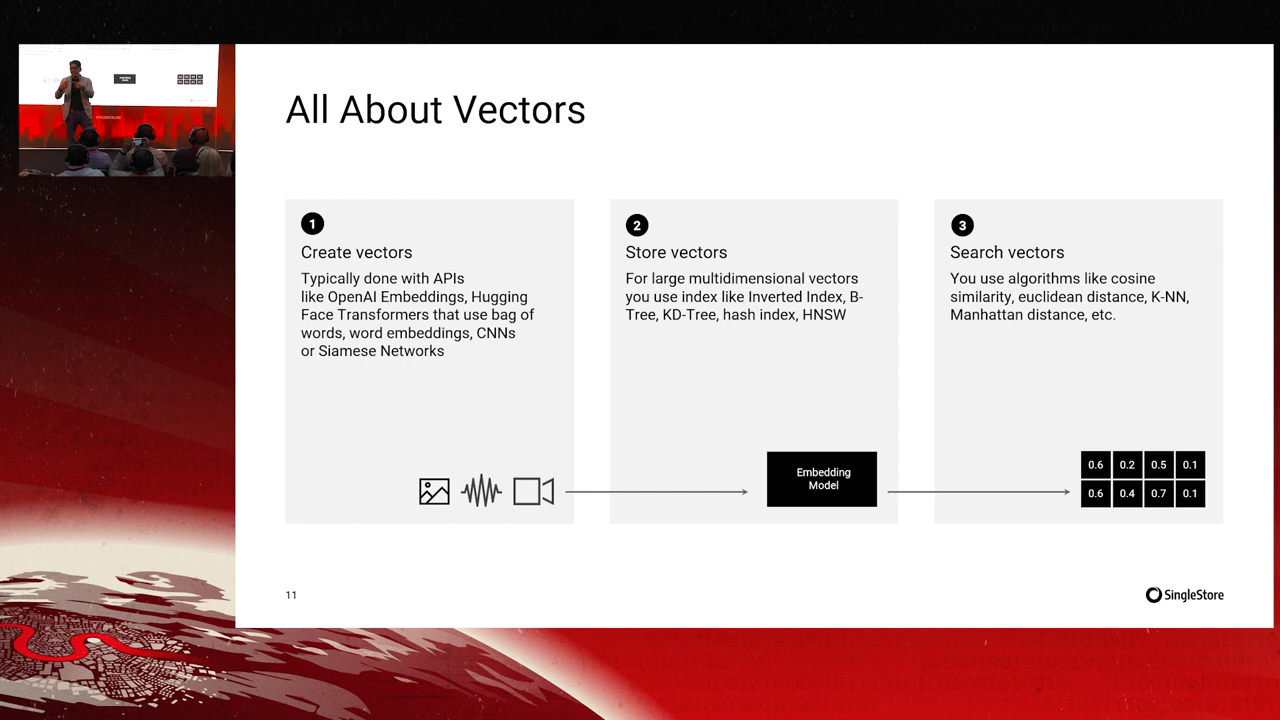 All About Vectors
1
Create vectors
Typically done with APIs
like OpenAI Embeddings, Hugging
Face Transformers that use bag of
words, word embeddings, CNNs
or Siamese Networks
2
Store vectors
For large multidimensional vectors
you use index like Inverted Index, B-
Tree, KD-Tree, hash index, HNSW
3
Search vectors
You use algorithms like cosine
similarity, euclidean distance, K-NN,
Manhattan distance, etc.
Embedding
Model
0.6 0.2 0.5 0.1
0.6 0.4 0.7 0.1
11
SingleStore